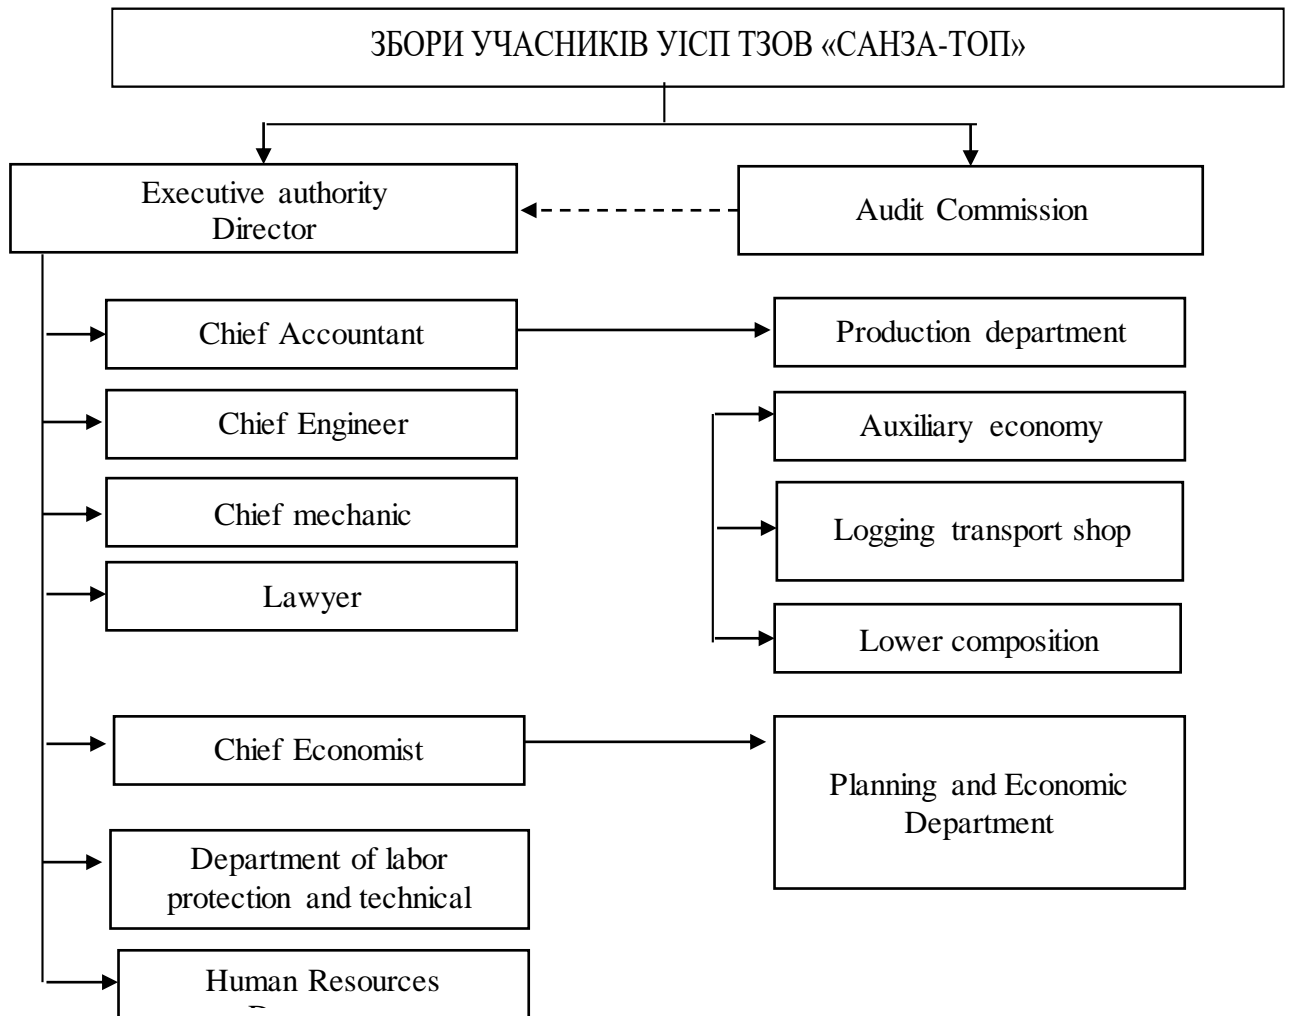 ЗБОРИ УЧАСНИКІВ УІСП ТЗОВ «САНЗА-ТОП»
Executive authority
Director
Audit Commission
Chief Accountant
Production department
Chief Engineer
Auxiliary economy
Chief mechanic
Logging transport shop
Lawyer
Lower composition
Chief Economist
Planning and Economic
Department
Department of labor
protection and technical
Human Resources